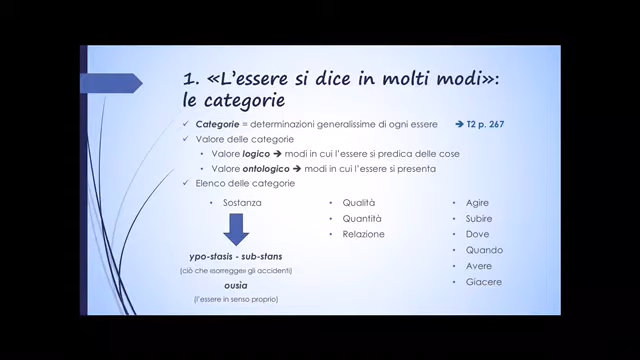 1. «L'essere si dice in molti modi»:
le categorie
Categorie = determinazioni generalissime di ogni essere ➔ T2 p. 267
Valore delle categorie
Valore logico ➔ modi in cui l'essere si predica delle cose
Valore ontologico ➔ modi in cui l'essere si presenta
Elenco delle categorie
Sostanza
ypo-stasis - sub-stans
(ciò che «sorregge» gli accidenti)
ousia
(l'essere in senso proprio)
Qualità
Quantità
Relazione
Agire
Subire
Dove
Quando
Avere
Giacere